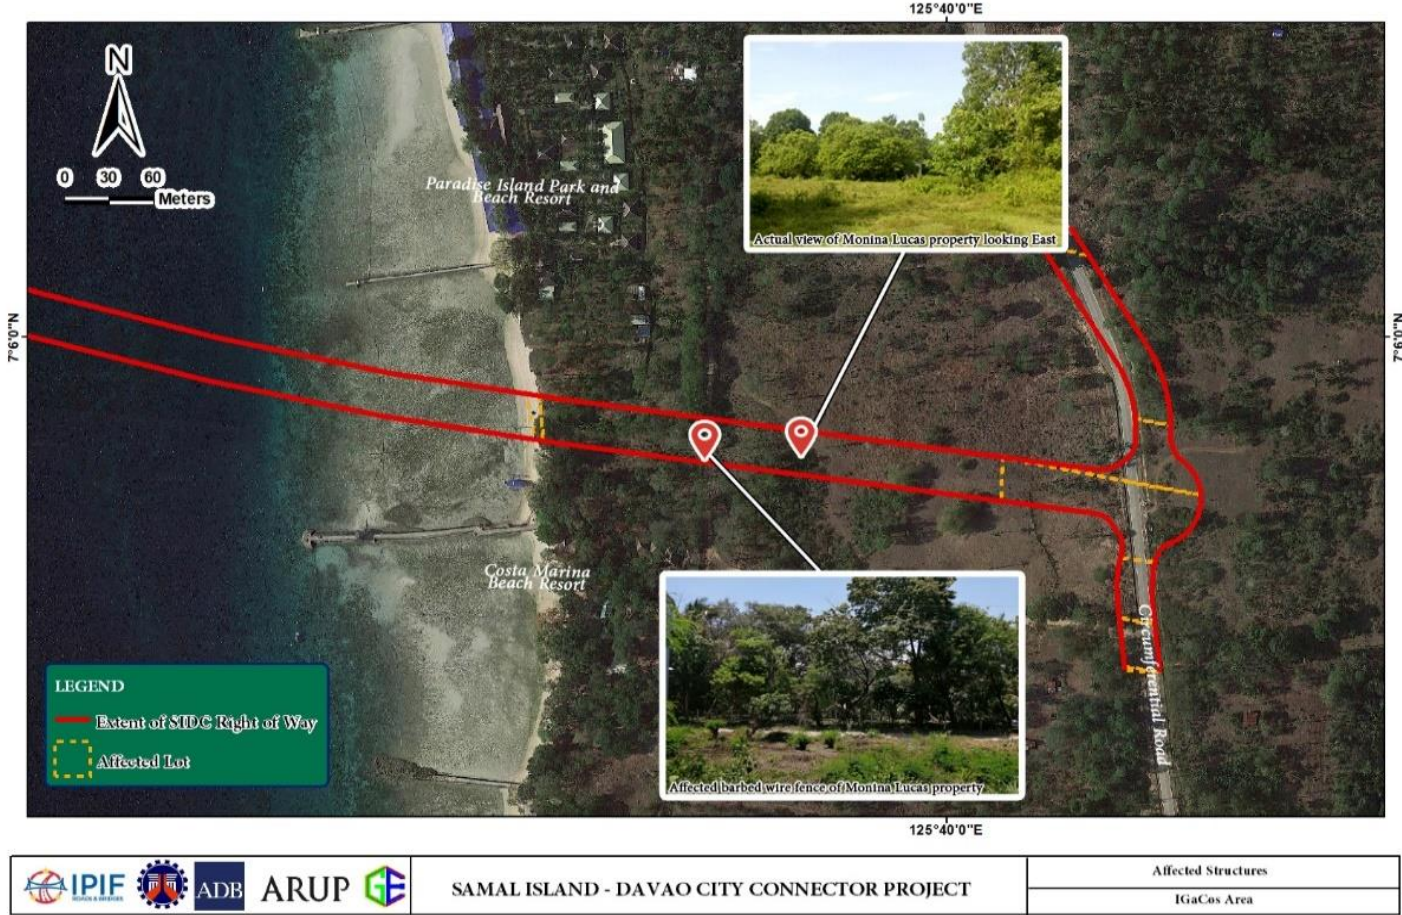 125°40'0"E
N
0 30 60
Meters
Paradise Island Park and
Beach Resort
Actual view of Monina Lucas property looking East
7°6'0"N
7°6'0"N
Costa Marina
Beach Resort
Circumferential Road
Affected barbed wire fence of Monina Lucas property
LEGEND
Extent of SIDC Right of Way
Affected Lot
125°40'0"E
IPIF
ROADS & BRIDGES
ADB
ARUP
GE
SAMAL ISLAND - DAVAO CITY CONNECTOR PROJECT
Affected Structures
IGaCos Area